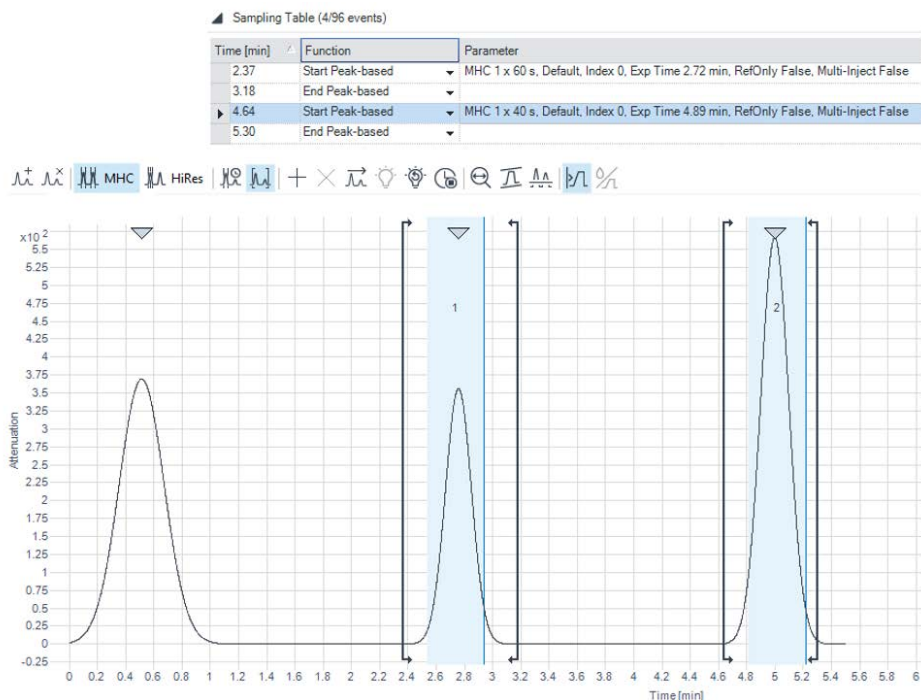 Sampling Table (4/96 events)
Time [min] Function Parameter
2.37 Start Peak-based MHC 1 x 60 s, Default, Index 0, Exp Time 2.72 min, RefOnly False, Multi-Inject False
3.18 End Peak-based
4.64 Start Peak-based MHC 1 x 40 s, Default, Index 0, Exp Time 4.89 min, RefOnly False, Multi-Inject False
5.30 End Peak-based
MHC HiRes
x10 2
5.5
5.25
5
4.75
4.5
4.25
4
3.75
3.5
3.25
3
2.75
2.5
2.25
2
1.75
1.5
1.25
1
0.75
0.5
0.25
0
-0.25
Attenuation
1
2
0 0.2 0.4 0.6 0.8 1 1.2 1.4 1.6 1.8 2 2.2 2.4 2.6 2.8 3 3.2 3.4 3.6 3.8 4 4.2 4.4 4.6 4.8 5 5.2 5.4 5.6 5.8
Time [min]